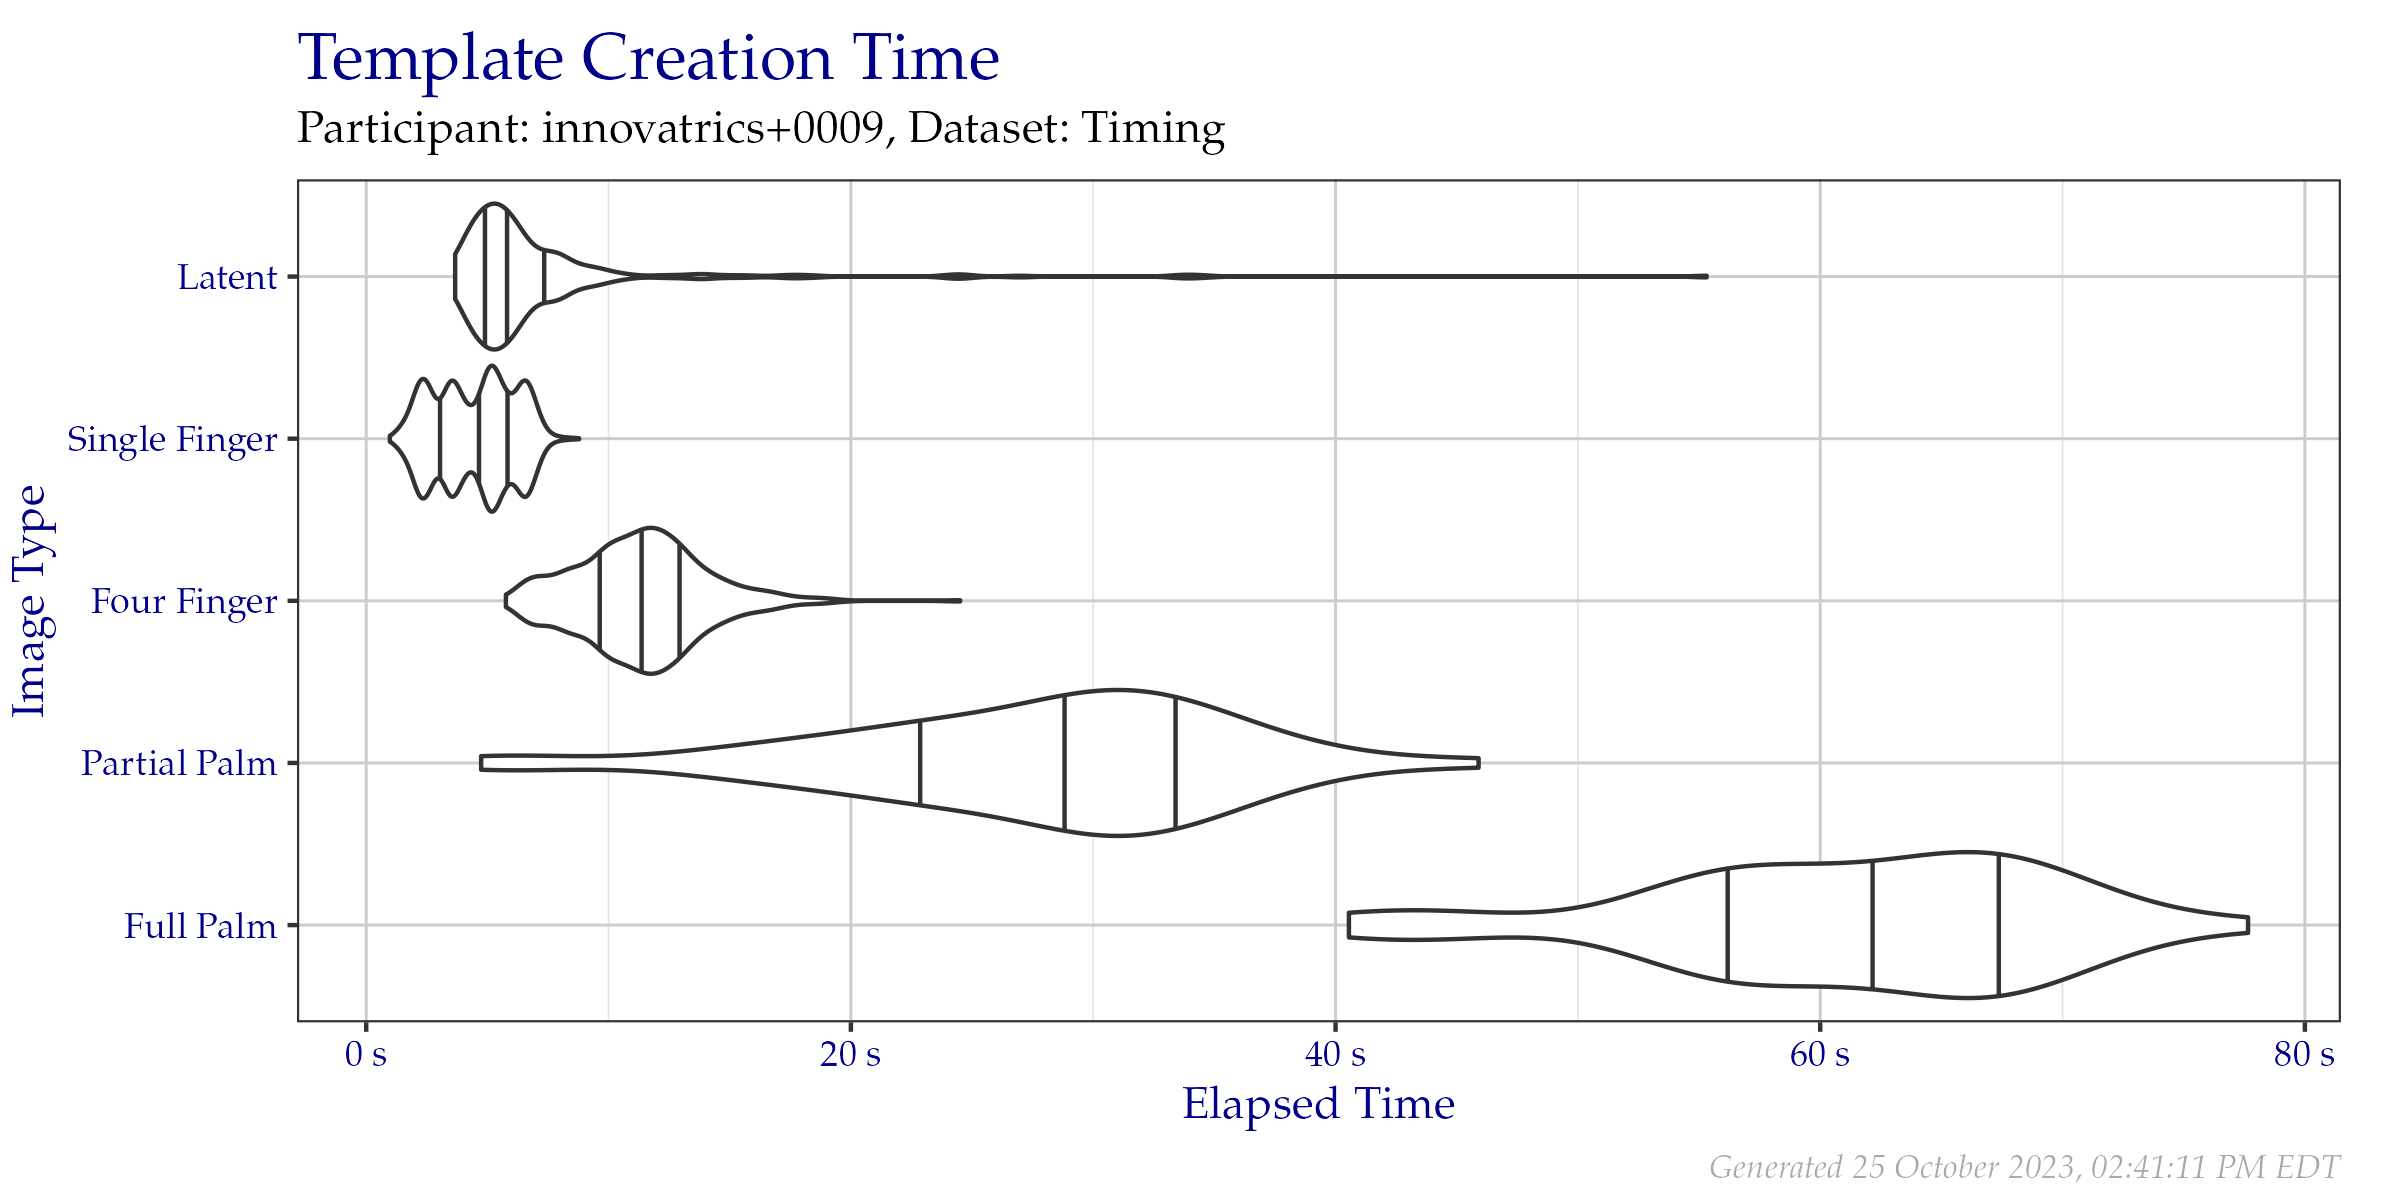 Template Creation Time
Participant: innovatrics+0009, Dataset: Timing
Image Type
Latent
Single Finger
Four Finger
Partial Palm
Full Palm
0 s 20 s 40 s 60 s 80 s
Elapsed Time
Generated 25 October 2023, 02:41:11 PM EDT